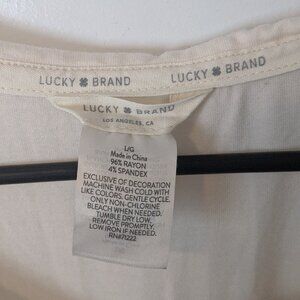 LUCKY BRAND
LUCKY BRAND
LUCKY BRAND
LOS ANGELES, CA
L/G
Made in China
96% RAYON
4% SPANDEX
EXCLUSIVE OF DECORATION
MACHINE WASH COLD WITH
LIKE COLORS. GENTLE CYCLE.
ONLY NON-CHLORINE
BLEACH WHEN NEEDED.
TUMBLE DRY LOW.
REMOVE PROMPTLY.
LOW IRON IF NEEDED.
RN#71222